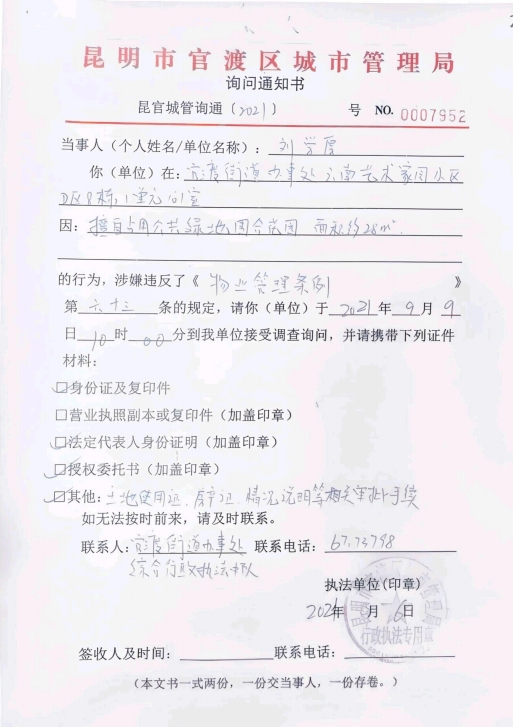 昆明市官渡区城市管理局
询问通知书
昆官城管询通〔2021〕 号 NO. 0007952
当事人（个人姓名/单位名称）：刘学厚
你（单位）在：官渡街道办事处云南艺术家园小区
D区8栋1单元101室
因：擅自占用公共绿地围合花园 面积约28m².
的行为，涉嫌违反了《 物业管理条例 》
第 六十三 条的规定，请你（单位）于 2021 年 9 月 9
日 10 时 00 分到我单位接受调查询问，并请携带下列证件
材料：
□身份证及复印件
□营业执照副本或复印件（加盖印章）
□法定代表人身份证明（加盖印章）
□授权委托书（加盖印章）
□其他：土地使用证、房产证、情况说明等相关审批手续
如无法按时前来，请及时联系。
联系人：官渡街道办事处 联系电话：67273798
综合行政执法中队
执法单位(印章)
2021年 月 6日
行政执法专用章
签收人及时间： 联系电话：
（本文书一式两份，一份交当事人，一份存卷。）